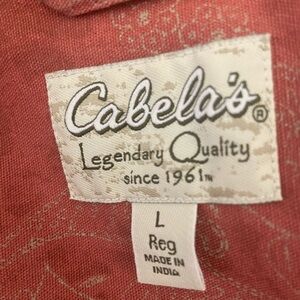 Cabela's®
Legendary Quality
since 1961™
L
Reg
MADE IN
INDIA